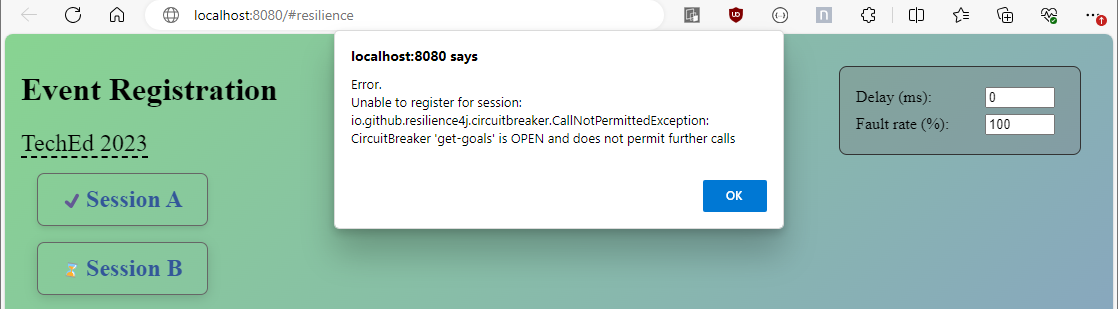 localhost:8080/#resilience
localhost:8080 says
Error.
Unable to register for session:
io.github.resilience4j.circuitbreaker.CallNotPermittedException:
CircuitBreaker 'get-goals' is OPEN and does not permit further calls
OK
Event Registration
TechEd 2023
Session A
Session B
Delay (ms): 0
Fault rate (%): 100